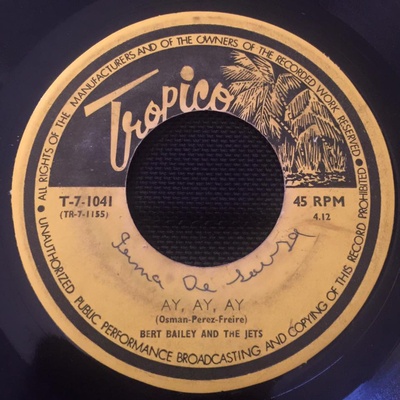 ALL RIGHTS OF THE MANUFACTURERS AND OF THE OWNERS OF THE RECORDED WORK RESERVED
Tropico
T-7-1041
(TR-7-1155)
45 RPM
4.12
De
AY, AY, AY
(Osman-Perez-Freire)
BERT BAILEY AND THE JETS
UNAUTHORIZED PUBLIC PERFORMANCE BROADCASTING AND COPYING OF THIS RECORD PROHIBITED